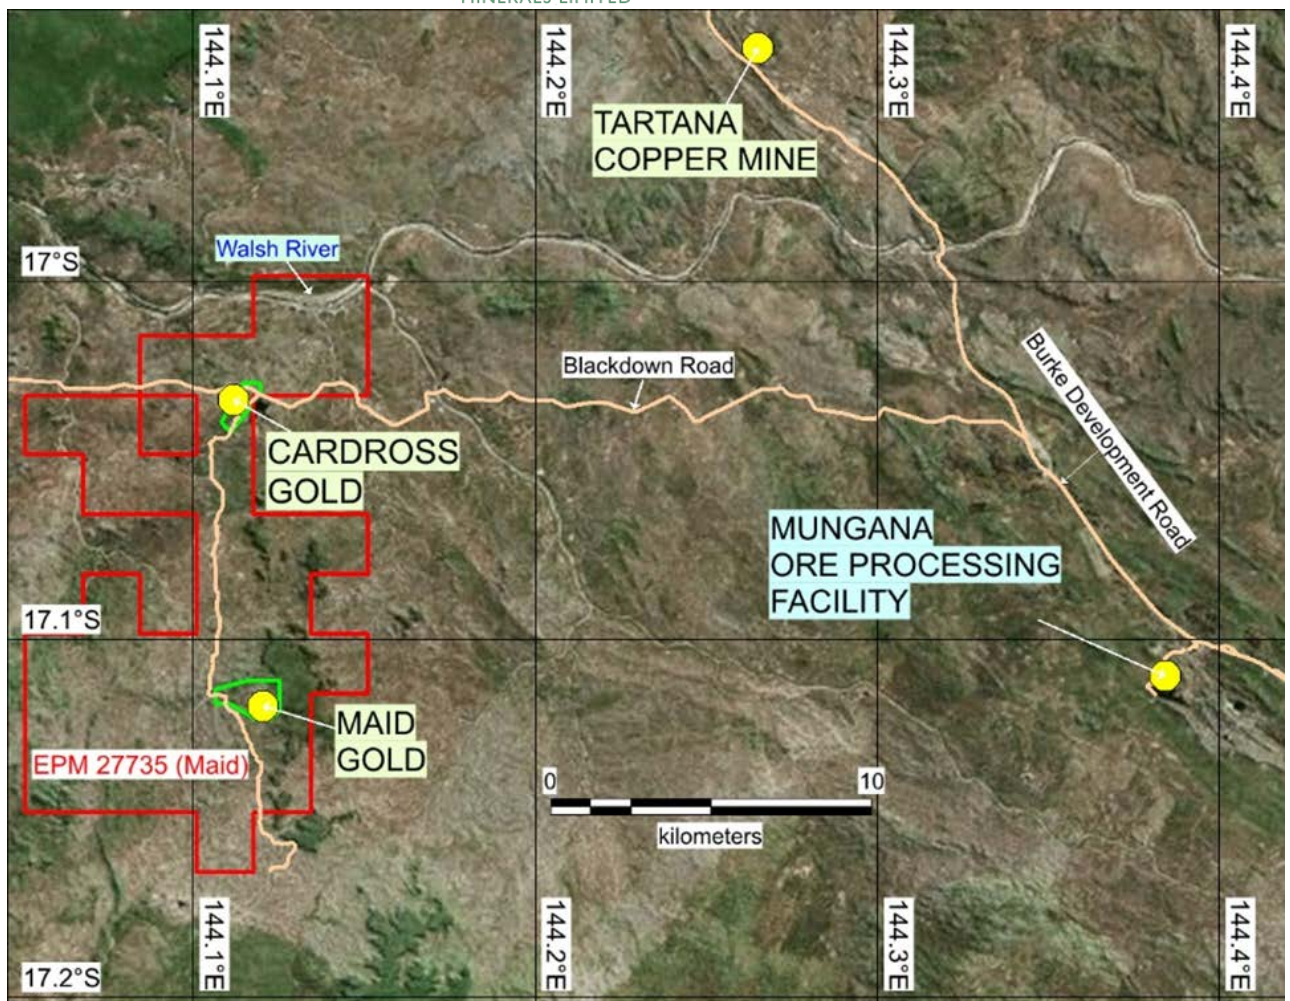 MINERALS LIMITED
144.1°E
144.2°E
144.3°E
144.4°E
TARTANA
COPPER MINE
Walsh River
17°S
Blackdown Road
Burke Development Road
CARDROSS
GOLD
MUNGANA
ORE PROCESSING
FACILITY
17.1°S
MAID
GOLD
EPM 27735 (Maid)
0
10
kilometers
144.1°E
144.2°E
144.3°E
144.4°E
17.2°S